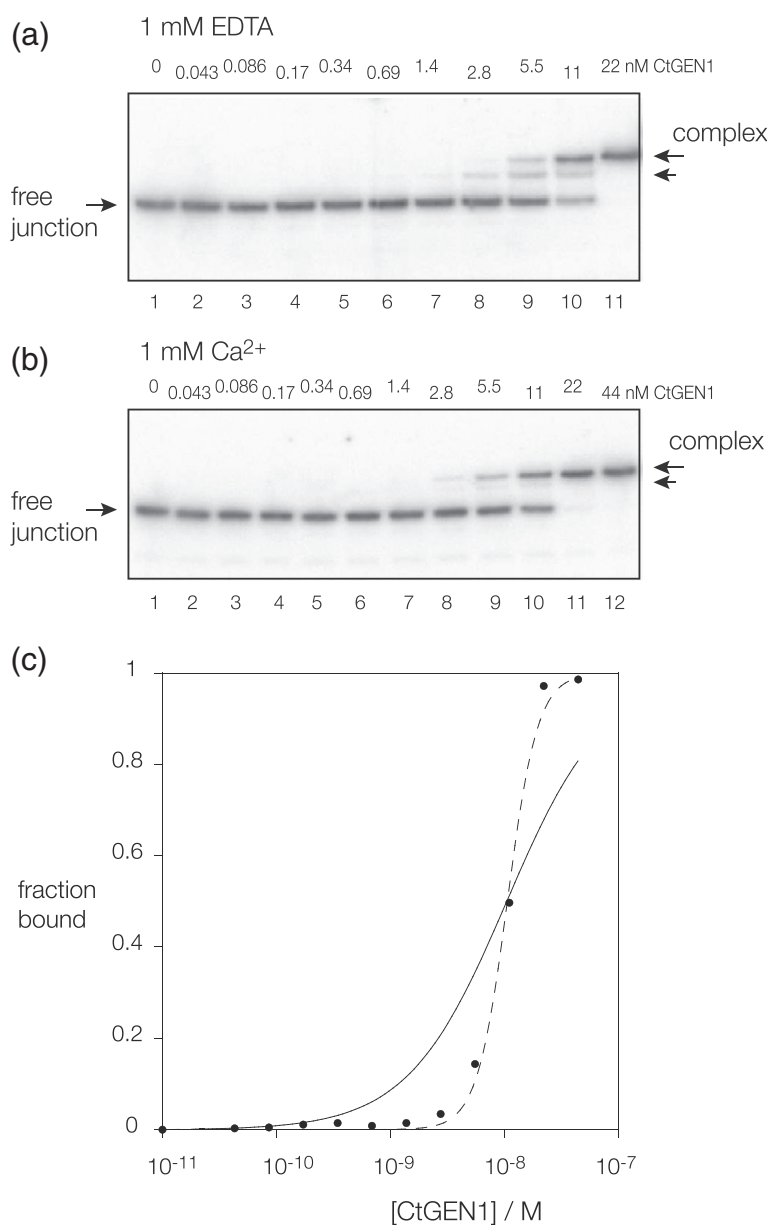 (a)
1 mM EDTA
0 0.043 0.086 0.17 0.34 0.69 1.4 2.8 5.5 11 22 nM CtGEN1
complex
free
junction
1 2 3 4 5 6 7 8 9 10 11
(b)
1 mM Ca2+
0 0.043 0.086 0.17 0.34 0.69 1.4 2.8 5.5 11 22 44 nM CtGEN1
complex
free
junction
1 2 3 4 5 6 7 8 9 10 11 12
(c)
1
0.8
0.6
fraction
bound
0.4
0.2
0
10-11 10-10 10-9 10-8 10-7
[CtGEN1] / M